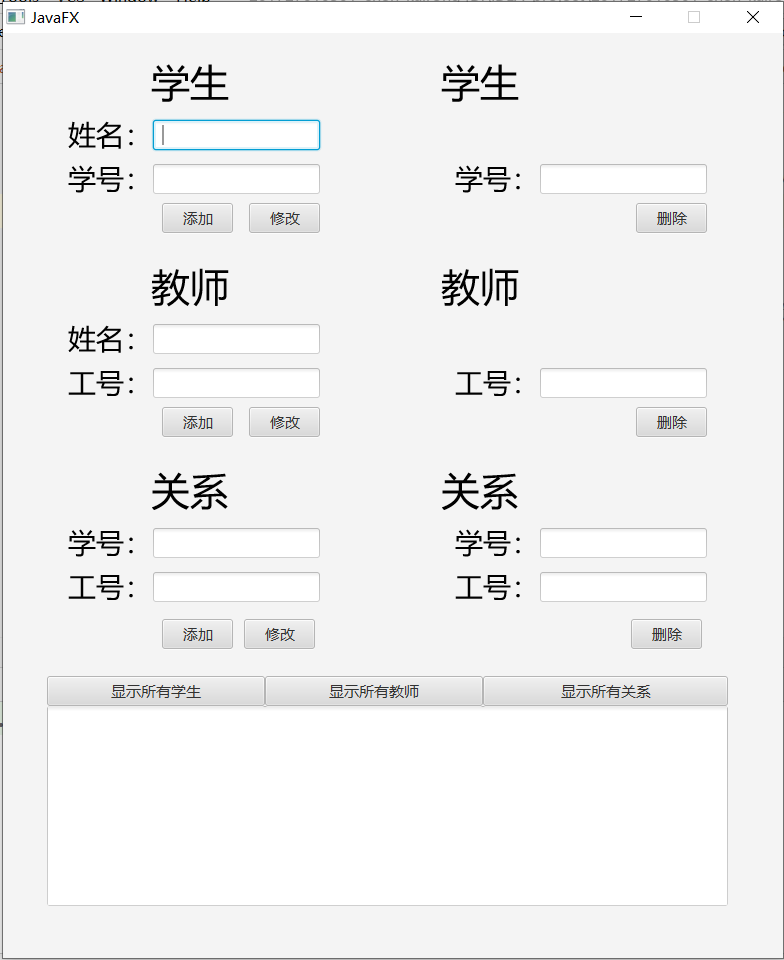 JavaFX
学生 学生
姓名：
学号： 学号：
添加 修改 删除
教师 教师
姓名：
工号： 工号：
添加 修改 删除
关系 关系
学号： 学号：
工号： 工号：
添加 修改 删除
显示所有学生 显示所有教师 显示所有关系